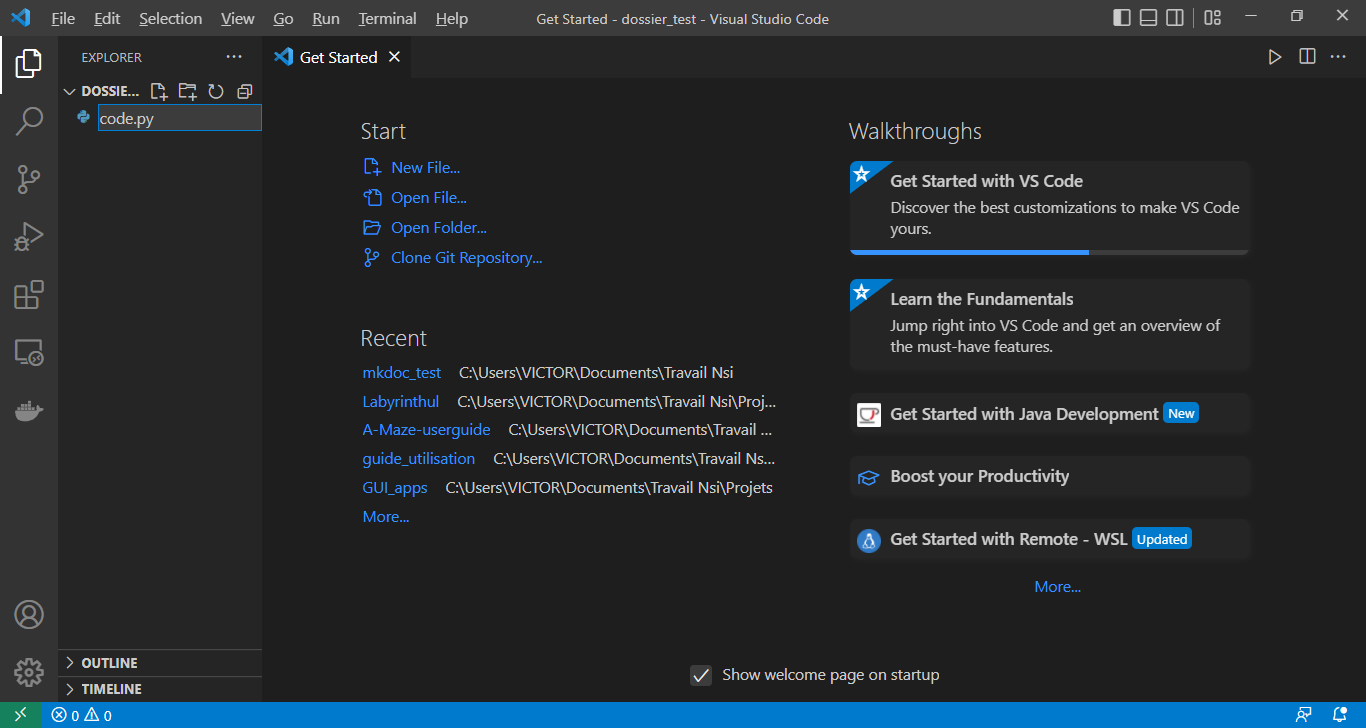 File Edit Selection View Go Run Terminal Help
Get Started - dossier_test - Visual Studio Code
EXPLORER
Get Started
DOSSIE...
code.py
Start
New File...
Open File...
Open Folder...
Clone Git Repository...
Recent
mkdoc_test C:\Users\VICTOR\Documents\Travail Nsi
Labyrinthul C:\Users\VICTOR\Documents\Travail Nsi\Proj...
A-Maze-userguide C:\Users\VICTOR\Documents\Travail ...
guide_utilisation C:\Users\VICTOR\Documents\Travail Ns...
GUI_apps C:\Users\VICTOR\Documents\Travail Nsi\Projets
More...
Walkthroughs
Get Started with VS Code
Discover the best customizations to make VS Code
yours.
Learn the Fundamentals
Jump right into VS Code and get an overview of
the must-have features.
Get Started with Java Development New
Boost your Productivity
Get Started with Remote - WSL Updated
More...
OUTLINE
TIMELINE
Show welcome page on startup
0 0